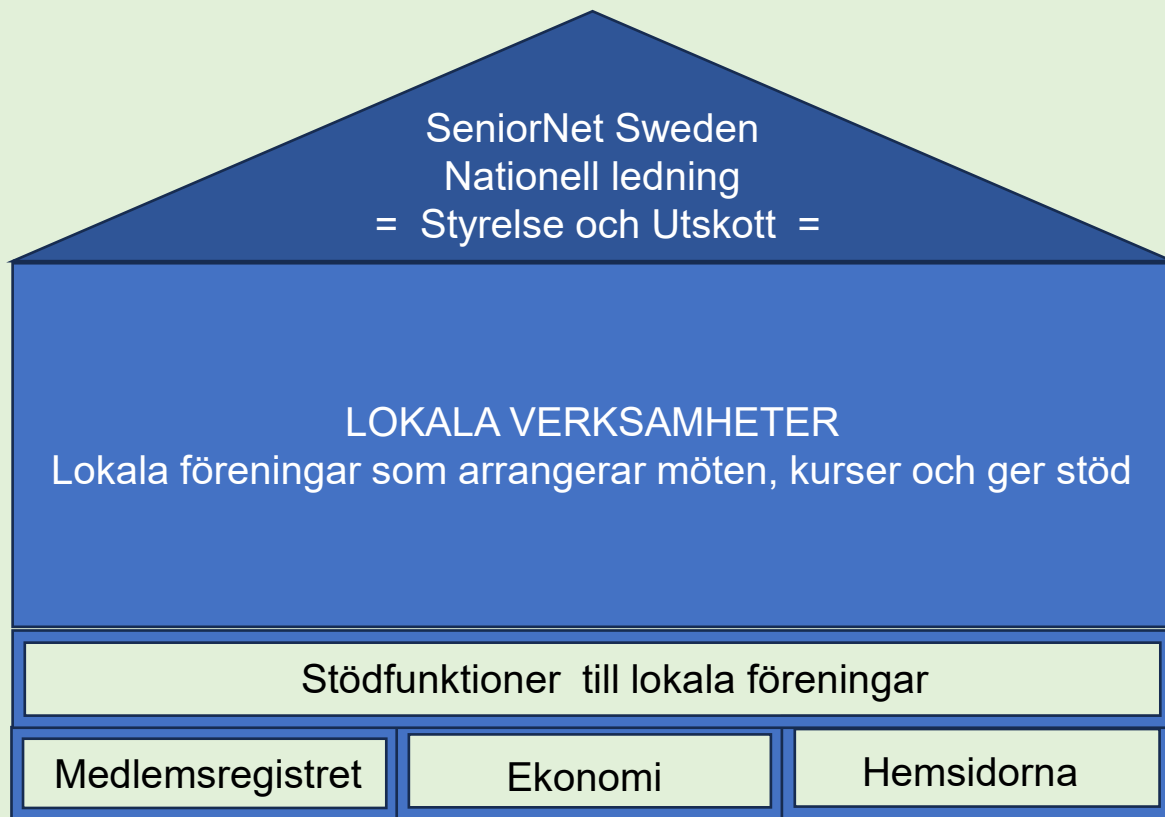 SeniorNet Sweden
Nationell ledning
= Styrelse och Utskott =
LOKALA VERKSAMHETER
Lokala föreningar som arrangerar möten, kurser och ger stöd
Stödfunktioner till lokala föreningar
Medlemsregistret
Ekonomi
Hemsidorna